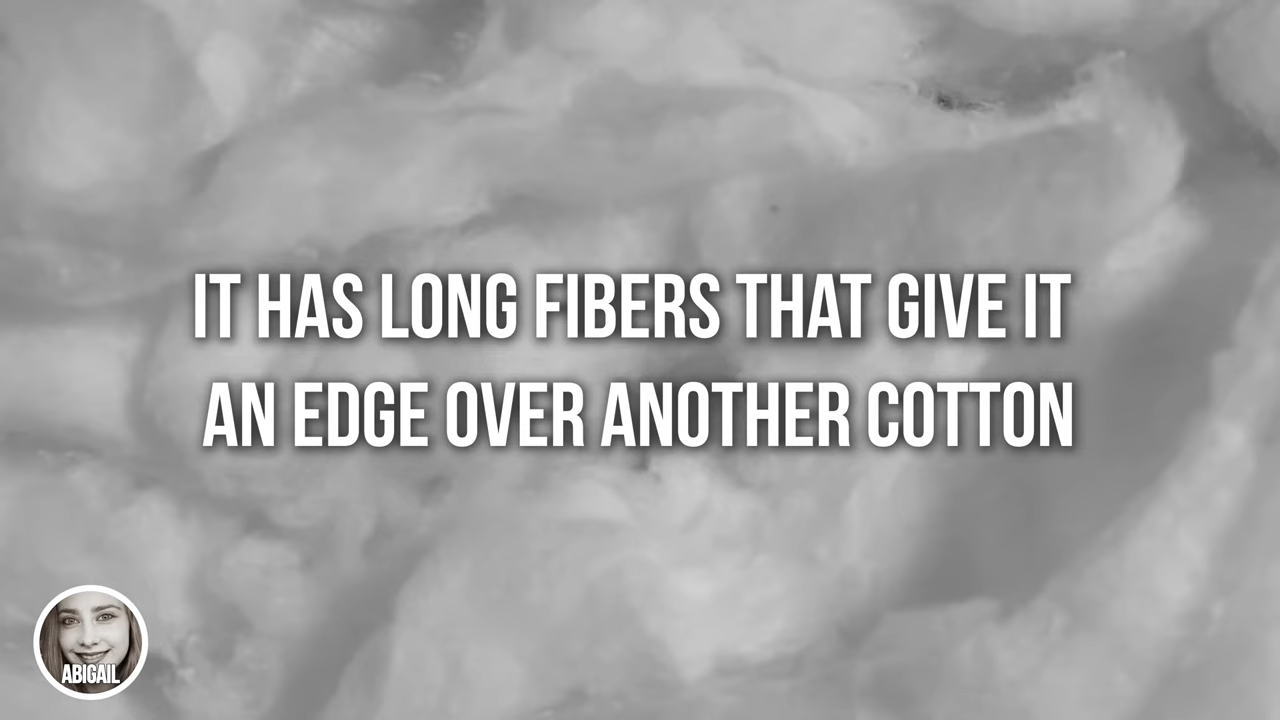 IT HAS LONG FIBERS THAT GIVE IT
AN EDGE OVER ANOTHER COTTON
ABIGAIL